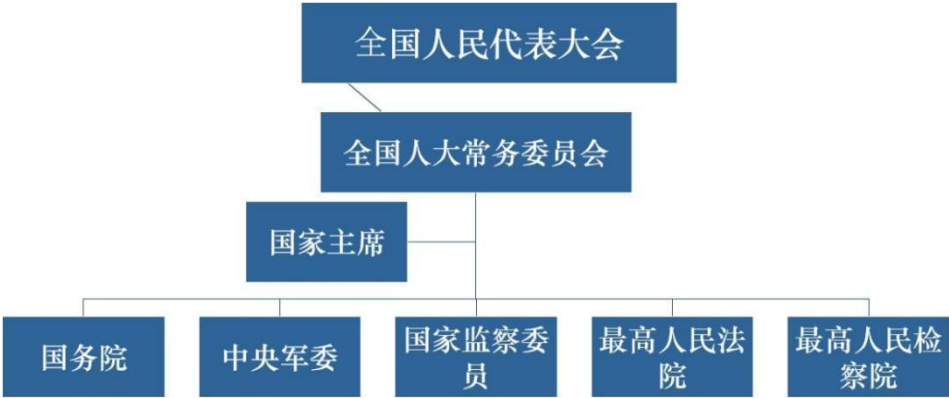 全国人民代表大会
全国人大常务委员会
国家主席
国务院
中央军委
国家监察委
员
最高人民法
院
最高人民检
察院